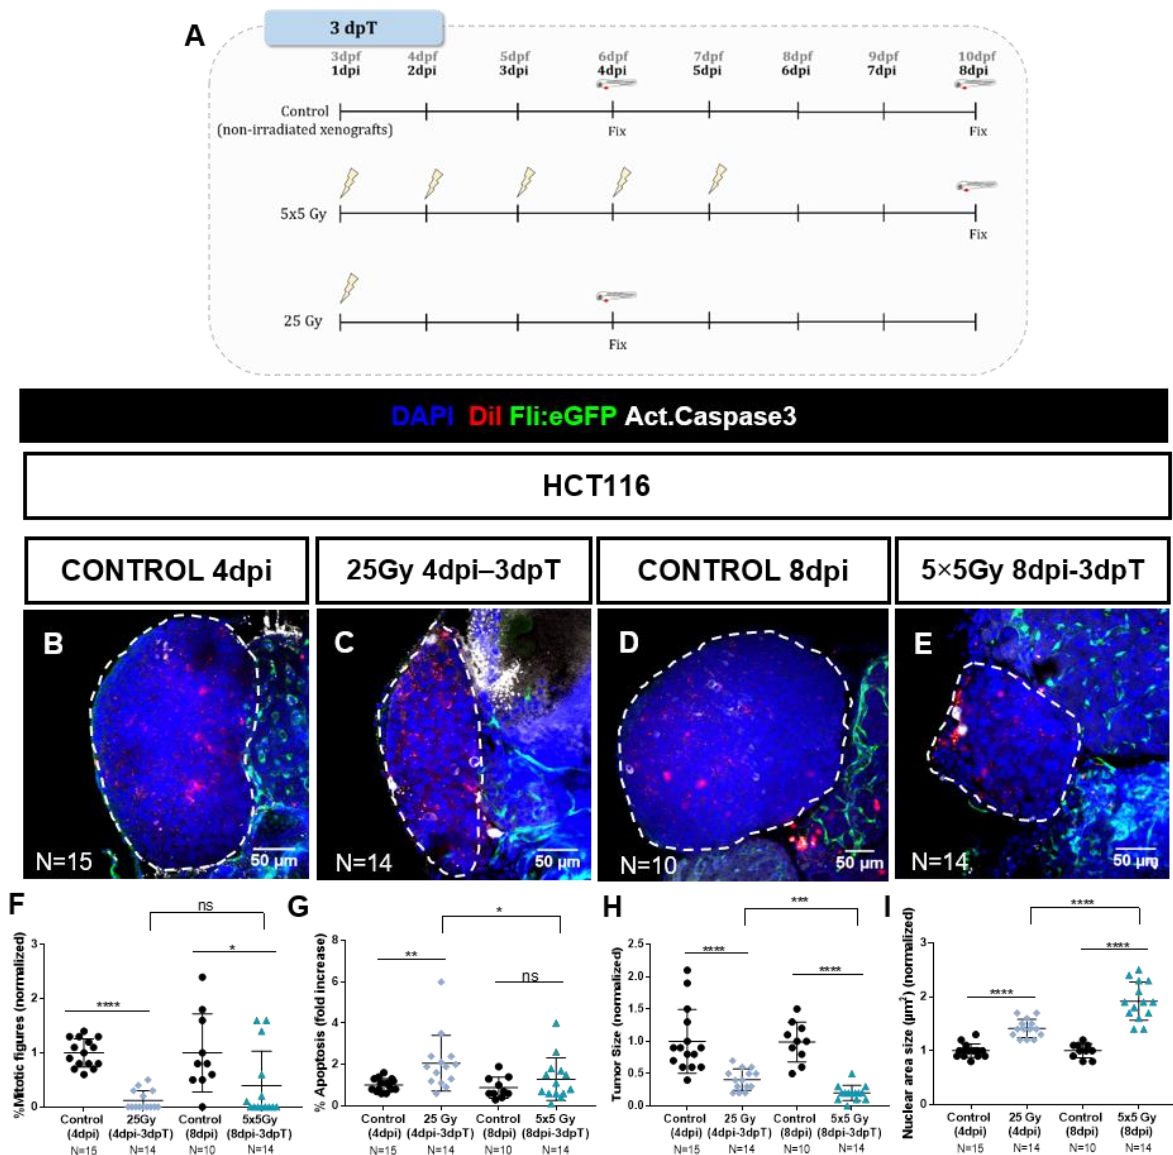 A
3 dpT
3dpf 4dpf 5dpf 6dpf 7dpf 8dpf 9dpf 10dpf
1dpi 2dpi 3dpi 4dpi 5dpi 6dpi 7dpi 8dpi
Control
(non-irradiated xenografts)
Fix Fix
5x5 Gy
Fix
25 Gy
Fix
DAPI DiI Fli:eGFP Act.Caspase3
HCT116
CONTROL 4dpi 25Gy 4dpi–3dpT CONTROL 8dpi 5×5Gy 8dpi-3dpT
B C D E
N=15 50 µm N=14 50 µm N=10 50 µm N=14 50 µm
F
%Mitotic figures (normalized)
3
2
1
0
ns
****
*
Control 25 Gy Control 5x5Gy
(4dpi) (4dpi-3dpT) (8dpi) (8dpi-3dpT)
N=15 N=14 N=10 N=14
G
% Apoptosis (fold increase)
8
6
4
2
0
*
**
ns
Control 25 Gy Control 5x5 Gy
(4dpi) (4dpi-3dpT) (8dpi) (8dpi-3dpT)
N=15 N=14 N=10 N=14
H
Tumor Size (normalized)
2.5
2.0
1.5
1.0
0.5
0.0
***
****
****
Control 25 Gy Control 5x5 Gy
(4dpi) (4dpi-3dpT) (8dpi) (8dpi-3dpT)
N=15 N=14 N=10 N=14
I
Nuclear area size (µm²) (normalized)
3
2
1
0
****
****
****
Control 25 Gy Control 5x5 Gy
(4dpi) (4dpi) (8dpi) (8dpi)
N=15 N=14 N=10 N=14